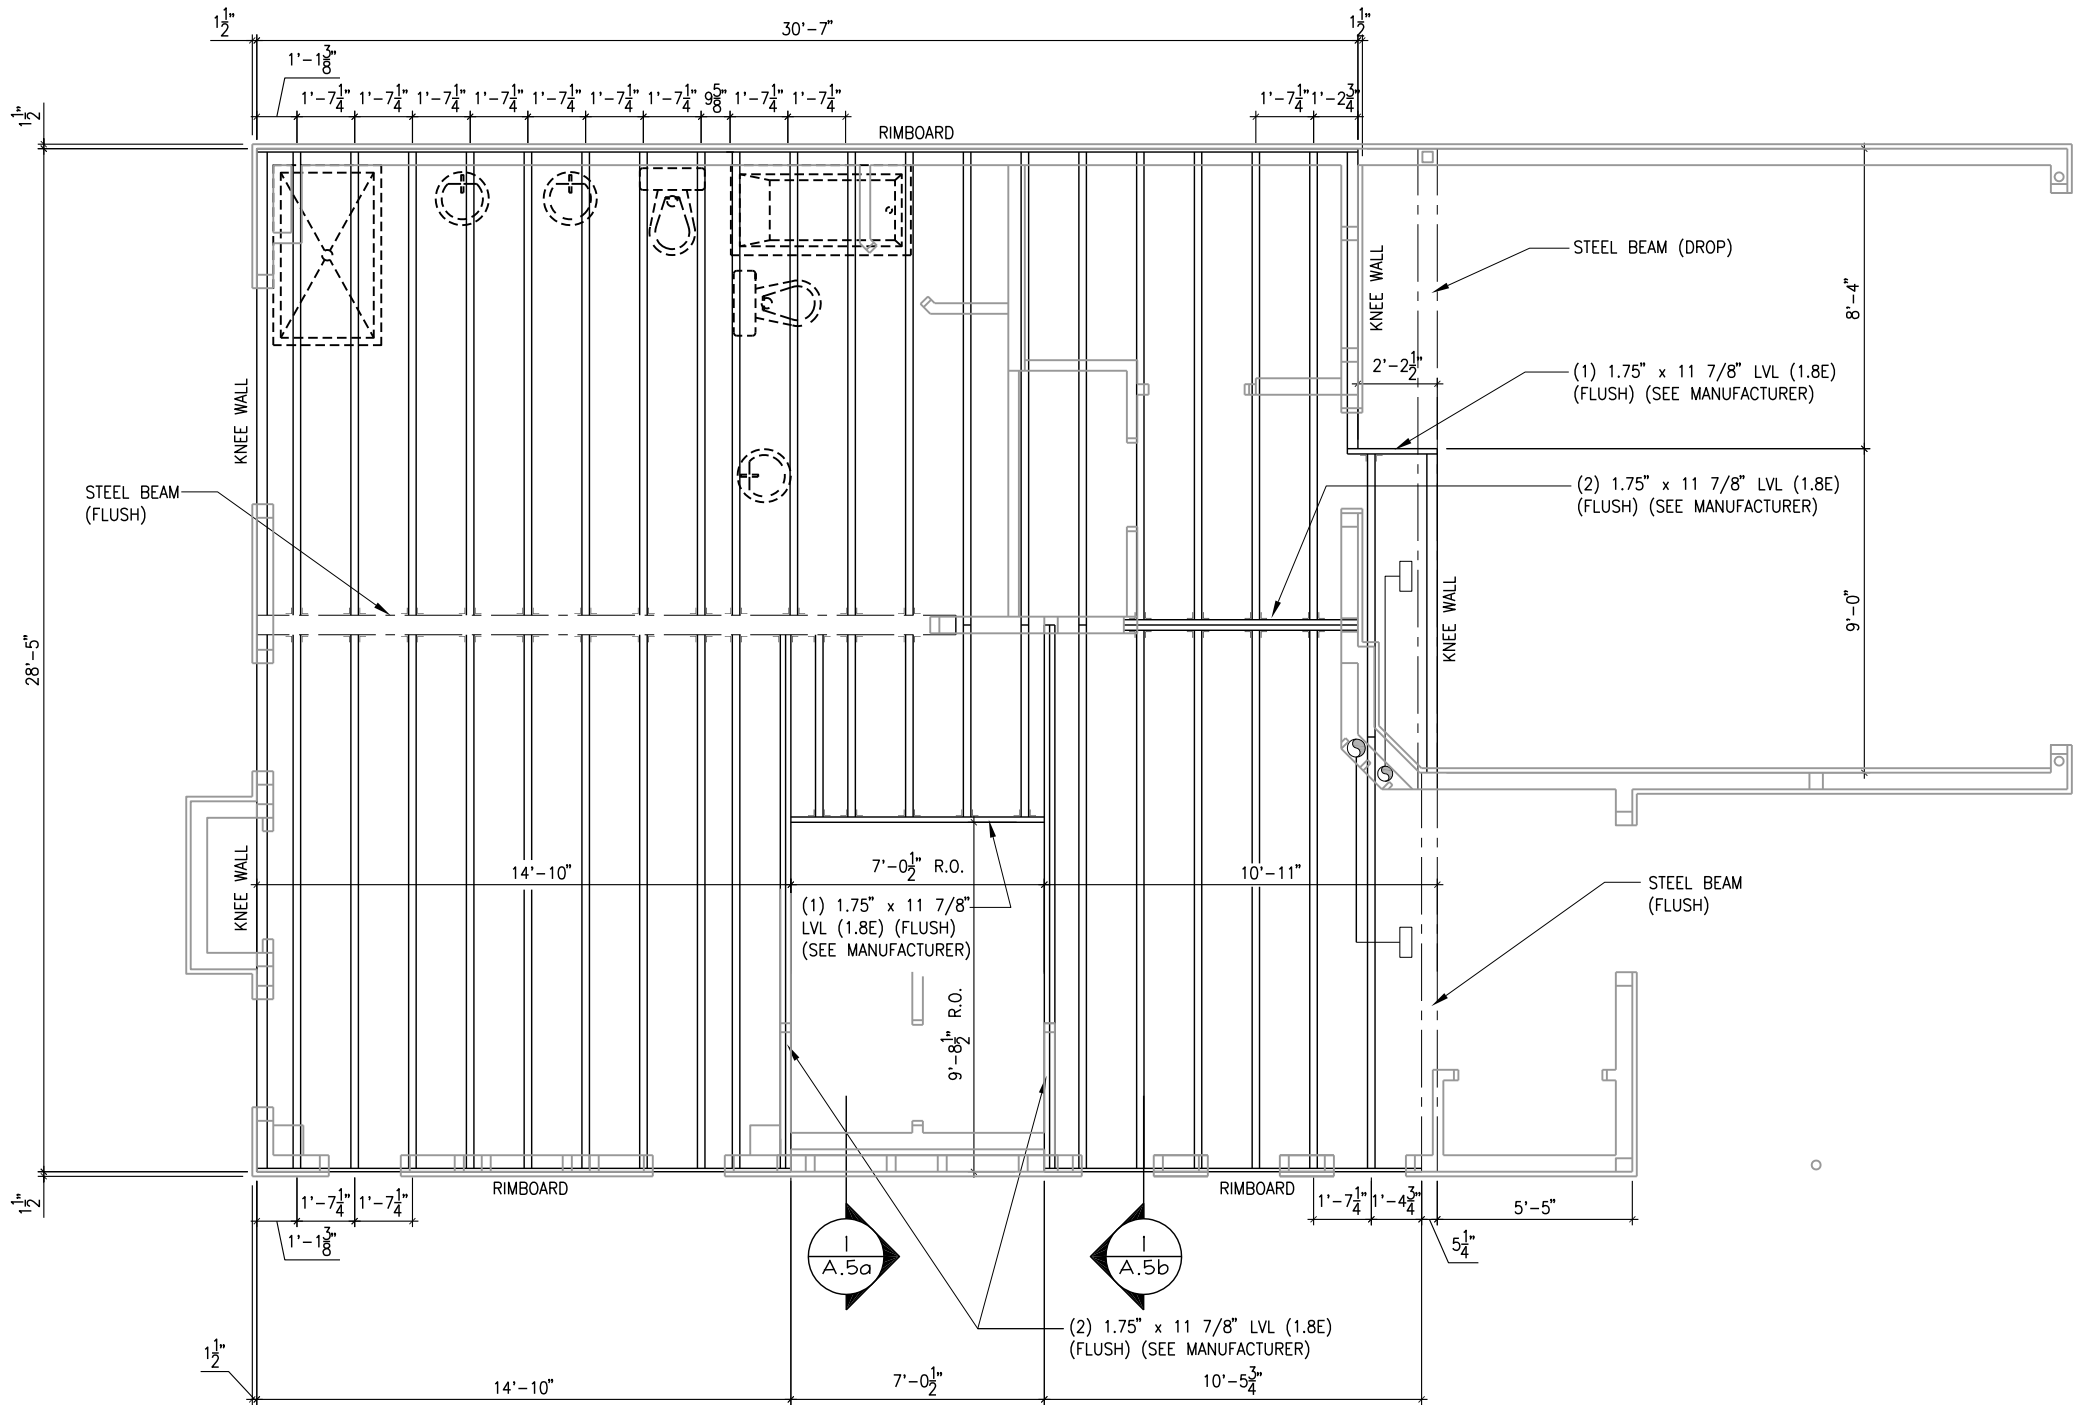 1 1/2" 30'-7" 1 1/2"
1'-1 3/8"
1'-7 1/4" 1'-7 1/4" 1'-7 1/4" 1'-7 1/4" 1'-7 1/4" 1'-7 1/4" 1'-7 1/4" 9 5/8" 1'-7 1/4" 1'-7 1/4" 1'-7 1/4" 1'-2 3/4"
1 1/2"
RIMBOARD
STEEL BEAM (DROP)
KNEE WALL
8'-4"
2'-2 1/2"
(1) 1.75" x 11 7/8" LVL (1.8E)
(FLUSH) (SEE MANUFACTURER)
KNEE WALL
STEEL BEAM
(FLUSH)
(2) 1.75" x 11 7/8" LVL (1.8E)
(FLUSH) (SEE MANUFACTURER)
KNEE WALL
9'-0"
28'-5"
14'-10"
7'-0 1/2" R.O.
10'-11"
KNEE WALL
STEEL BEAM
(FLUSH)
(1) 1.75" x 11 7/8"
LVL (1.8E) (FLUSH)
(SEE MANUFACTURER)
9'-8 1/2" R.O.
1 1/2"
RIMBOARD
RIMBOARD
1'-7 1/4" 1'-7 1/4"
1'-1 3/8"
1'-7 1/4" 1'-4 3/4"
5'-5"
5 1/4"
1
A.5a
1
A.5b
(2) 1.75" x 11 7/8" LVL (1.8E)
(FLUSH) (SEE MANUFACTURER)
1 1/2"
14'-10"
7'-0 1/2"
10'-5 3/4"